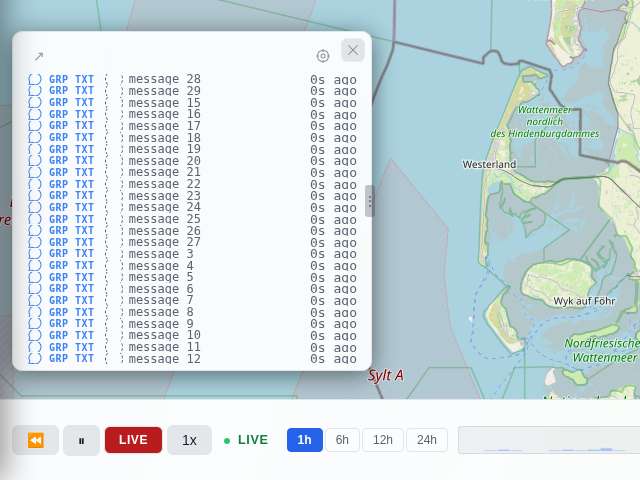 GRP TXT message 28 0s ago
GRP TXT message 29 0s ago
GRP TXT message 15 0s ago
GRP TXT message 16 0s ago
GRP TXT message 17 0s ago
GRP TXT message 18 0s ago
GRP TXT message 19 0s ago
GRP TXT message 20 0s ago
GRP TXT message 21 0s ago
GRP TXT message 22 0s ago
GRP TXT message 23 0s ago
GRP TXT message 24 0s ago
GRP TXT message 25 0s ago
GRP TXT message 26 0s ago
GRP TXT message 27 0s ago
GRP TXT message 3 0s ago
GRP TXT message 4 0s ago
GRP TXT message 5 0s ago
GRP TXT message 6 0s ago
GRP TXT message 7 0s ago
GRP TXT message 8 0s ago
GRP TXT message 9 0s ago
GRP TXT message 10 0s ago
GRP TXT message 11 0s ago
GRP TXT message 12 0s ago
Wattenmeer
nördlich
des Hindenburgdammes
Westerland
Wyk auf Föhr
Nordfriesische
Wattenmeer
Sylt A
LIVE
1x
LIVE
1h
6h
12h
24h